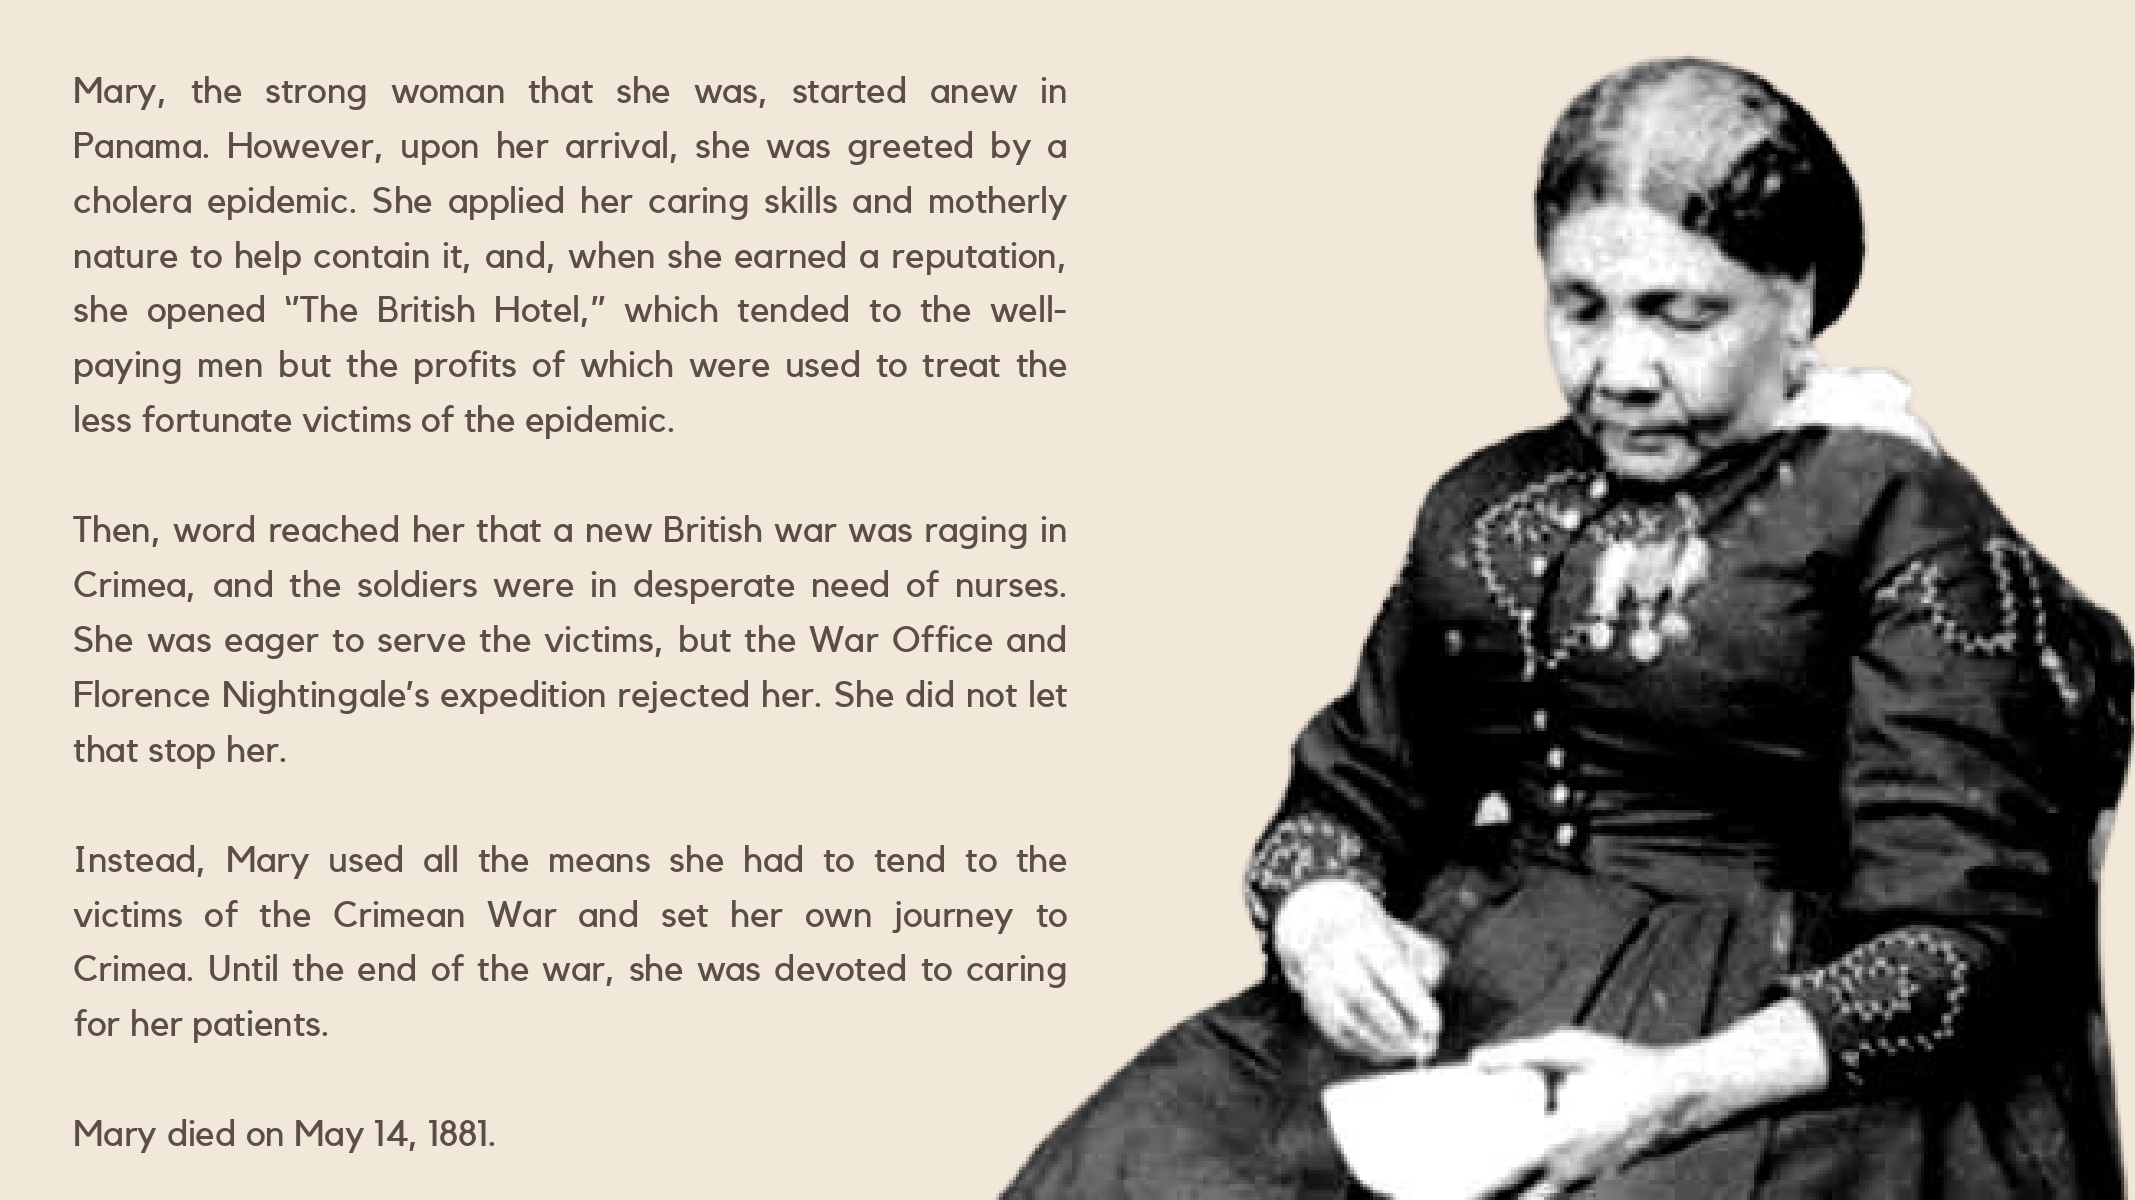 Mary, the strong woman that she was, started anew in
Panama. However, upon her arrival, she was greeted by a
cholera epidemic. She applied her caring skills and motherly
nature to help contain it, and, when she earned a reputation,
she opened “The British Hotel,” which tended to the well-
paying men but the profits of which were used to treat the
less fortunate victims of the epidemic.
Then, word reached her that a new British war was raging in
Crimea, and the soldiers were in desperate need of nurses.
She was eager to serve the victims, but the War Office and
Florence Nightingale’s expedition rejected her. She did not let
that stop her.
Instead, Mary used all the means she had to tend to the
victims of the Crimean War and set her own journey to
Crimea. Until the end of the war, she was devoted to caring
for her patients.
Mary died on May 14, 1881.